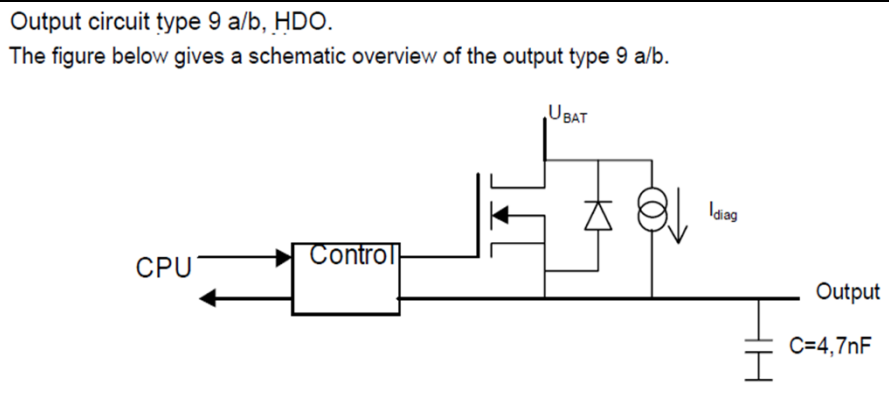 Output circuit type 9 a/b, HDO.
The figure below gives a schematic overview of the output type 9 a/b.
UBAT
Idiag
Control
CPU
Output
C=4,7nF